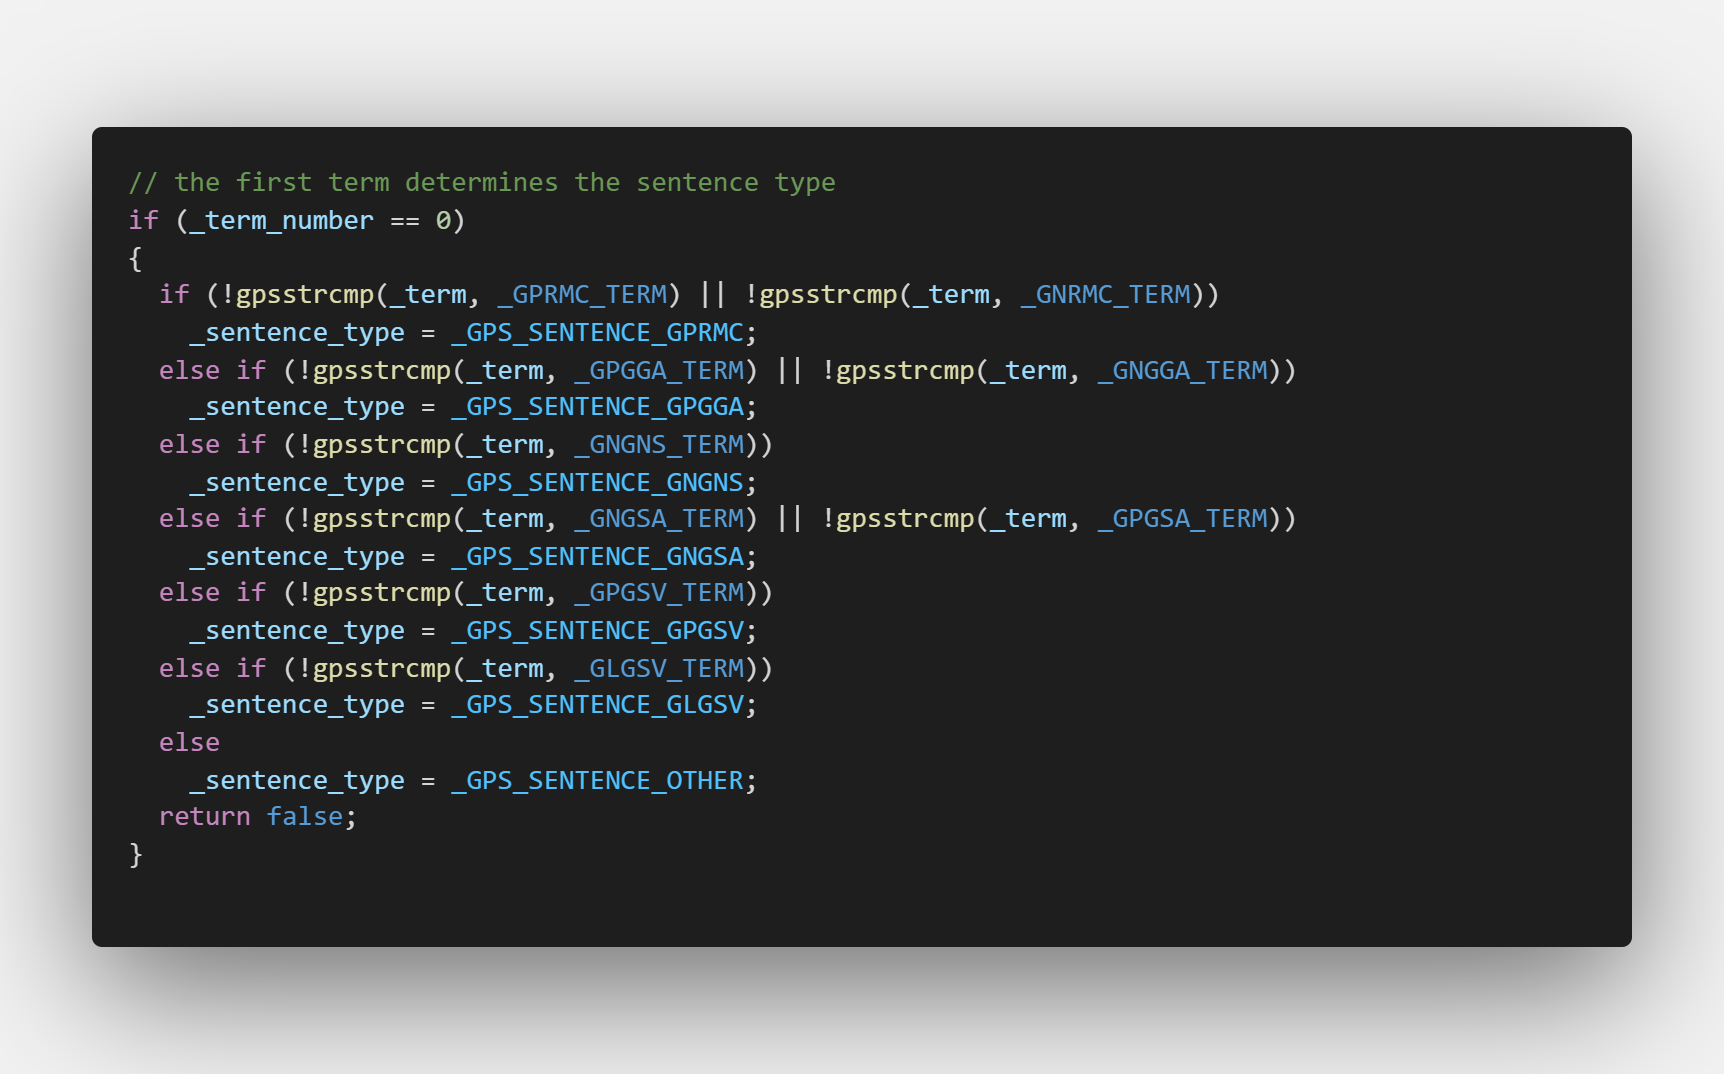 // the first term determines the sentence type
if (_term_number == 0)
{
  if (!gpsstrcmp(_term, _GPRMC_TERM) || !gpsstrcmp(_term, _GNRMC_TERM))
    _sentence_type = _GPS_SENTENCE_GPRMC;
  else if (!gpsstrcmp(_term, _GPGGA_TERM) || !gpsstrcmp(_term, _GNGGA_TERM))
    _sentence_type = _GPS_SENTENCE_GPGGA;
  else if (!gpsstrcmp(_term, _GNGNS_TERM))
    _sentence_type = _GPS_SENTENCE_GNGNS;
  else if (!gpsstrcmp(_term, _GNGSA_TERM) || !gpsstrcmp(_term, _GPGSA_TERM))
    _sentence_type = _GPS_SENTENCE_GNGSA;
  else if (!gpsstrcmp(_term, _GPGSV_TERM))
    _sentence_type = _GPS_SENTENCE_GPGSV;
  else if (!gpsstrcmp(_term, _GLGSV_TERM))
    _sentence_type = _GPS_SENTENCE_GLGSV;
  else
    _sentence_type = _GPS_SENTENCE_OTHER;
  return false;
}